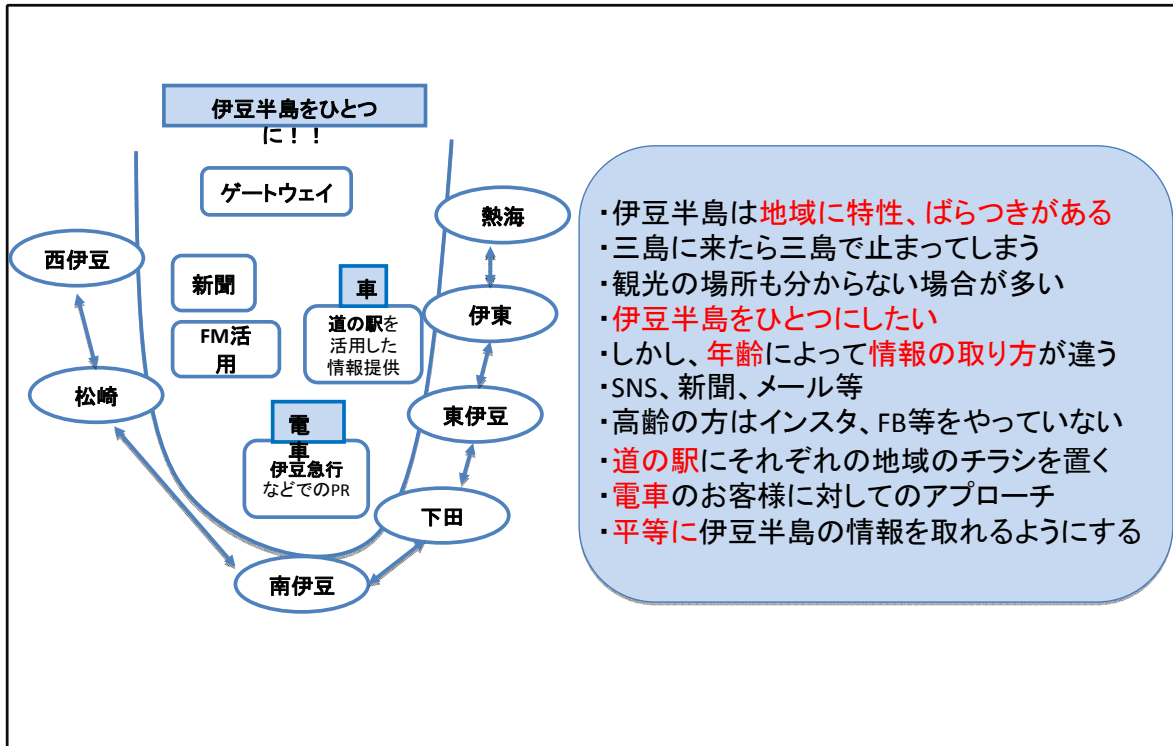 伊豆半島をひとつ
に！！
ゲートウェイ
熱海
西伊豆
新聞
車
伊東
FM活
用
道の駅を
活用した
情報提供
松崎
東伊豆
電
車
伊豆急行
などでのPR
下田
南伊豆
・伊豆半島は地域に特性、ばらつきがある
・三島に来たら三島で止まってしまう
・観光の場所も分からない場合が多い
・伊豆半島をひとつにしたい
・しかし、年齢によって情報の取り方が違う
・SNS、新聞、メール等
・高齢の方はインスタ、FB等をやっていない
・道の駅にそれぞれの地域のチラシを置く
・電車のお客様に対してのアプローチ
・平等に伊豆半島の情報を取れるようにする